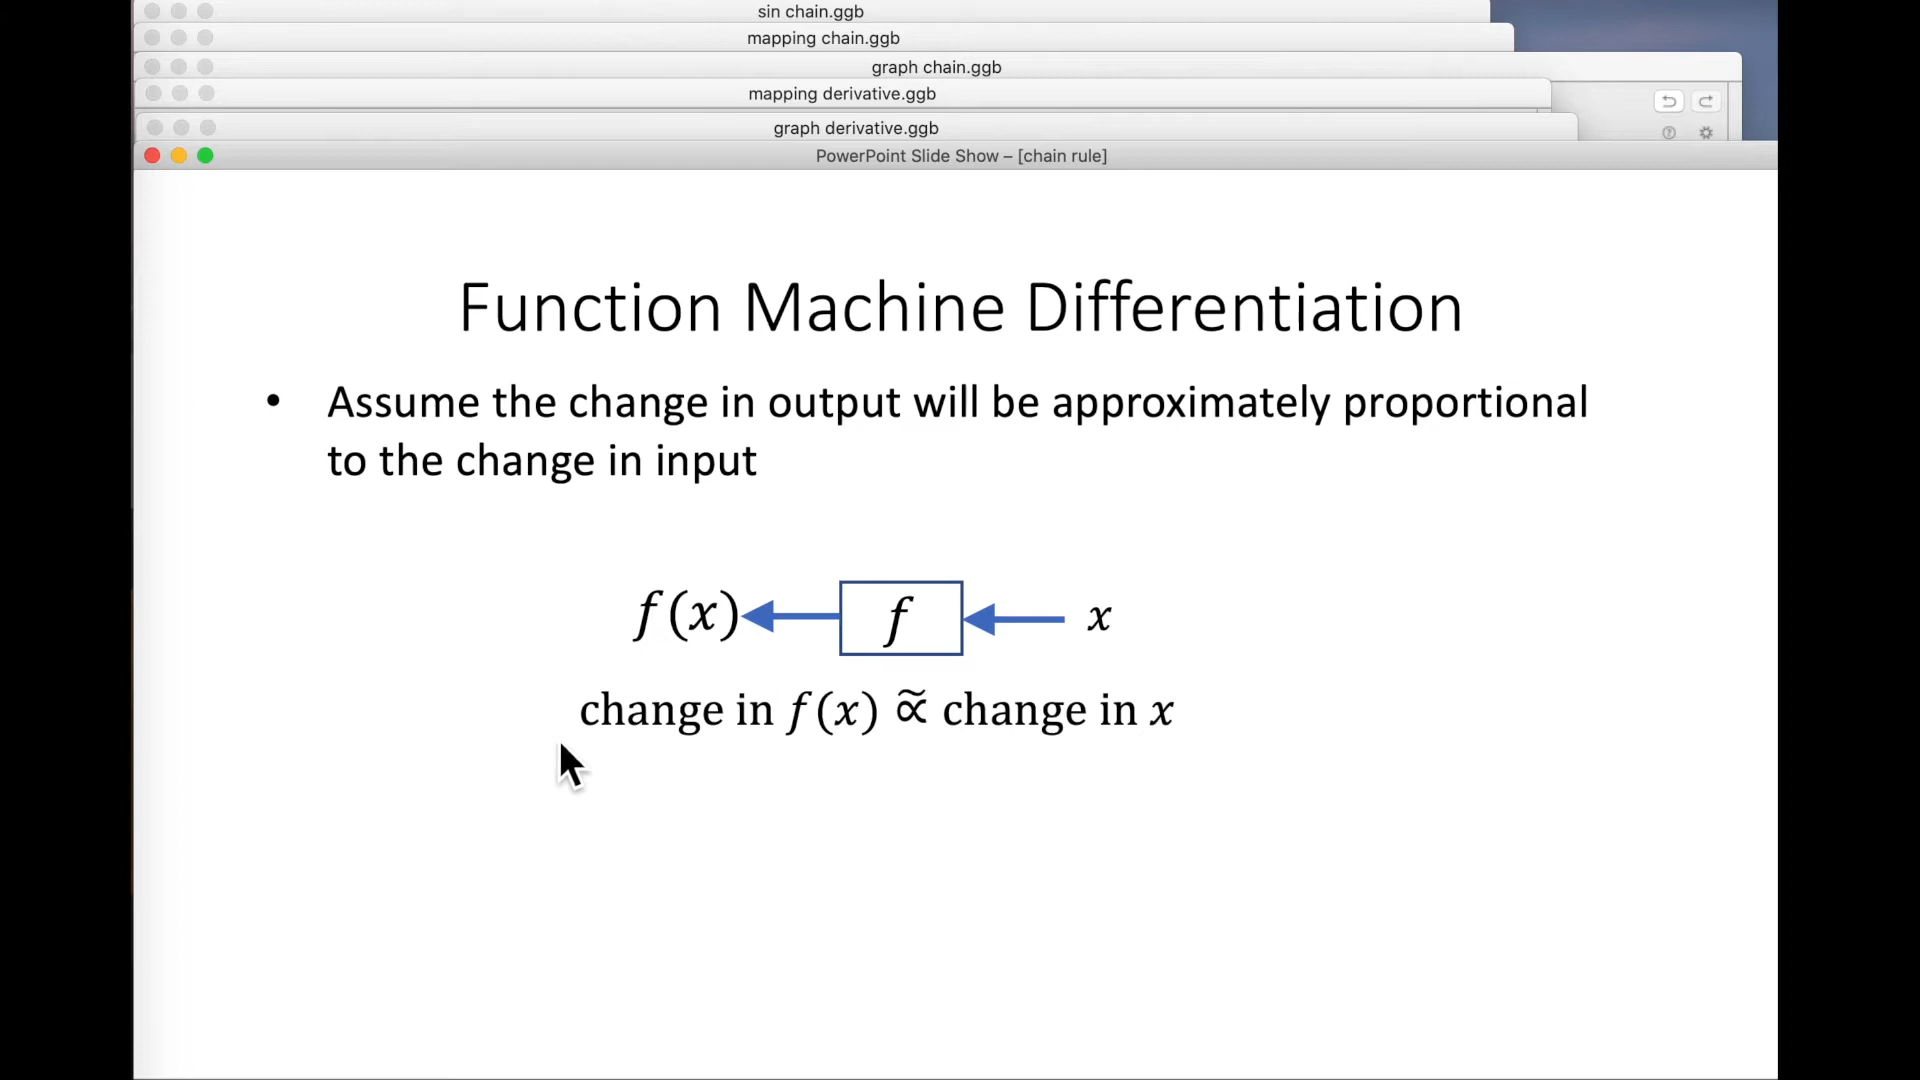 sin chain.ggb
mapping chain.ggb
graph chain.ggb
mapping derivative.ggb
graph derivative.ggb
PowerPoint Slide Show – [chain rule]
Function Machine Differentiation
• Assume the change in output will be approximately proportional
to the change in input
f(x) f x
change in f(x) ∝̃ change in x